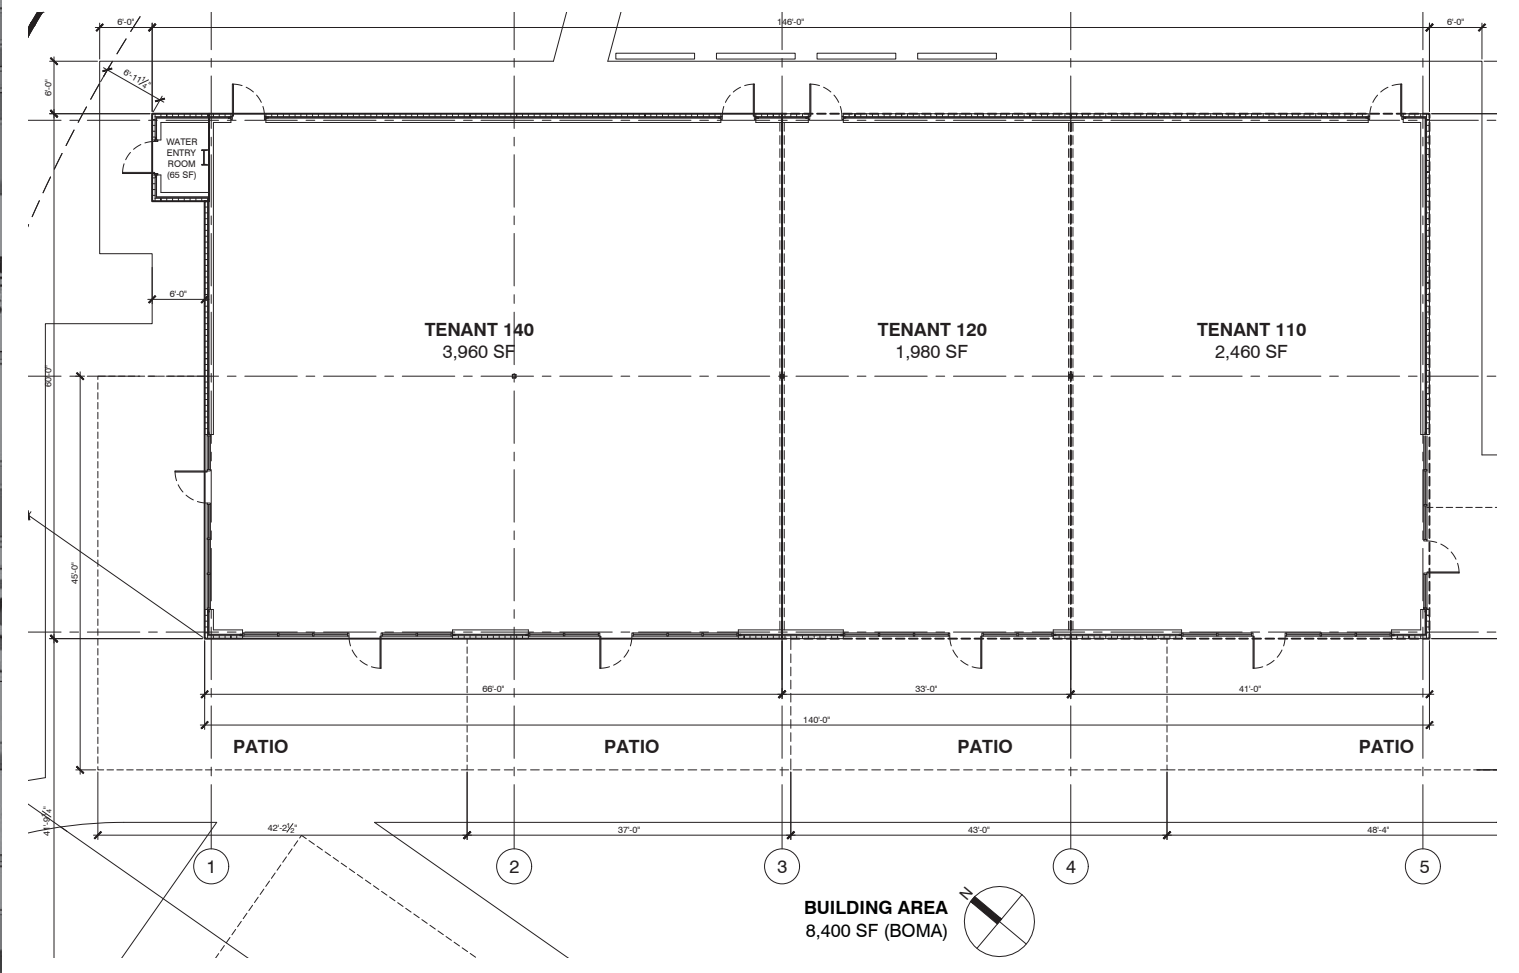 6'-0"
146'-0"
6'-0"
6'-11¼"
6'-0"
WATER
ENTRY
ROOM
(65 SF)
6'-0"
TENANT 140
3,960 SF
TENANT 120
1,980 SF
TENANT 110
2,460 SF
60'-0"
45'-0"
66'-0"
33'-0"
41'-0"
140'-0"
PATIO
PATIO
PATIO
PATIO
42'-2½"
37'-0"
43'-0"
48'-4"
1
2
3
4
5
N
BUILDING AREA
8,400 SF (BOMA)